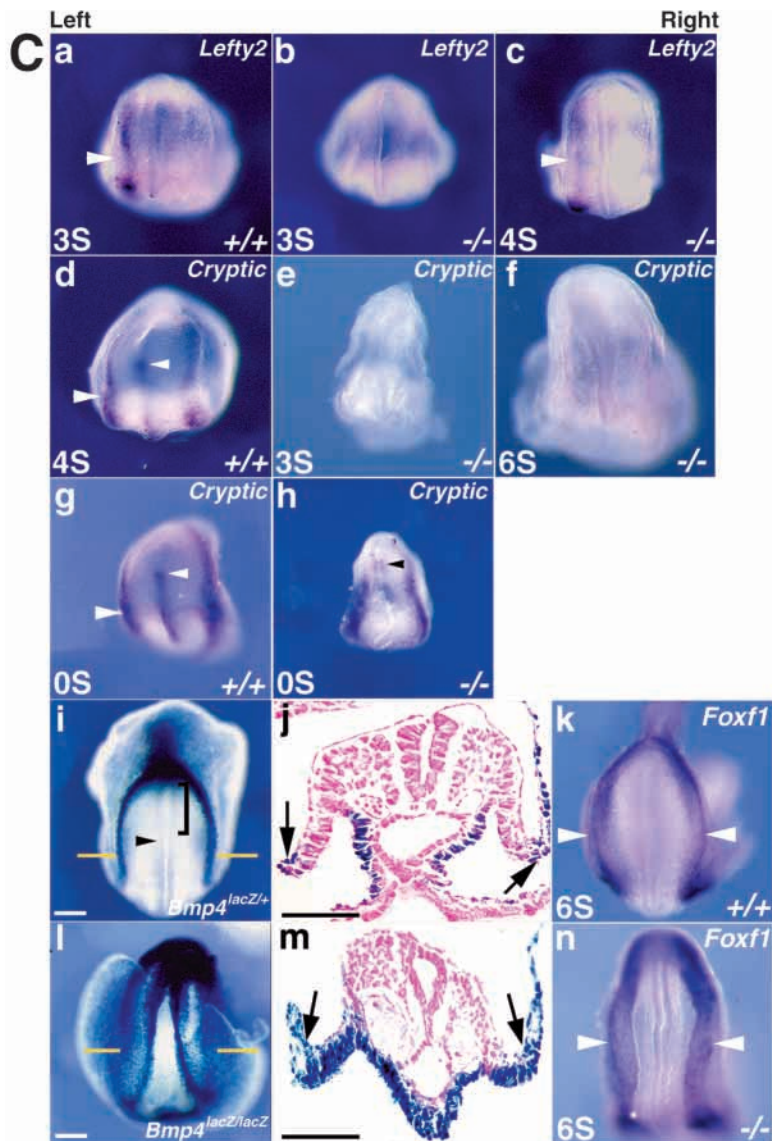 Left Right
C
a Lefty2
3S +/+
b Lefty2
3S -/-
c Lefty2
4S -/-
d Cryptic
4S +/+
e Cryptic
3S -/-
f Cryptic
6S -/-
g Cryptic
0S +/+
h Cryptic
0S -/-
i
Bmp4lacZ/+
j
k Foxf1
6S +/+
l
Bmp4lacZ/lacZ
m
n Foxf1
6S -/-